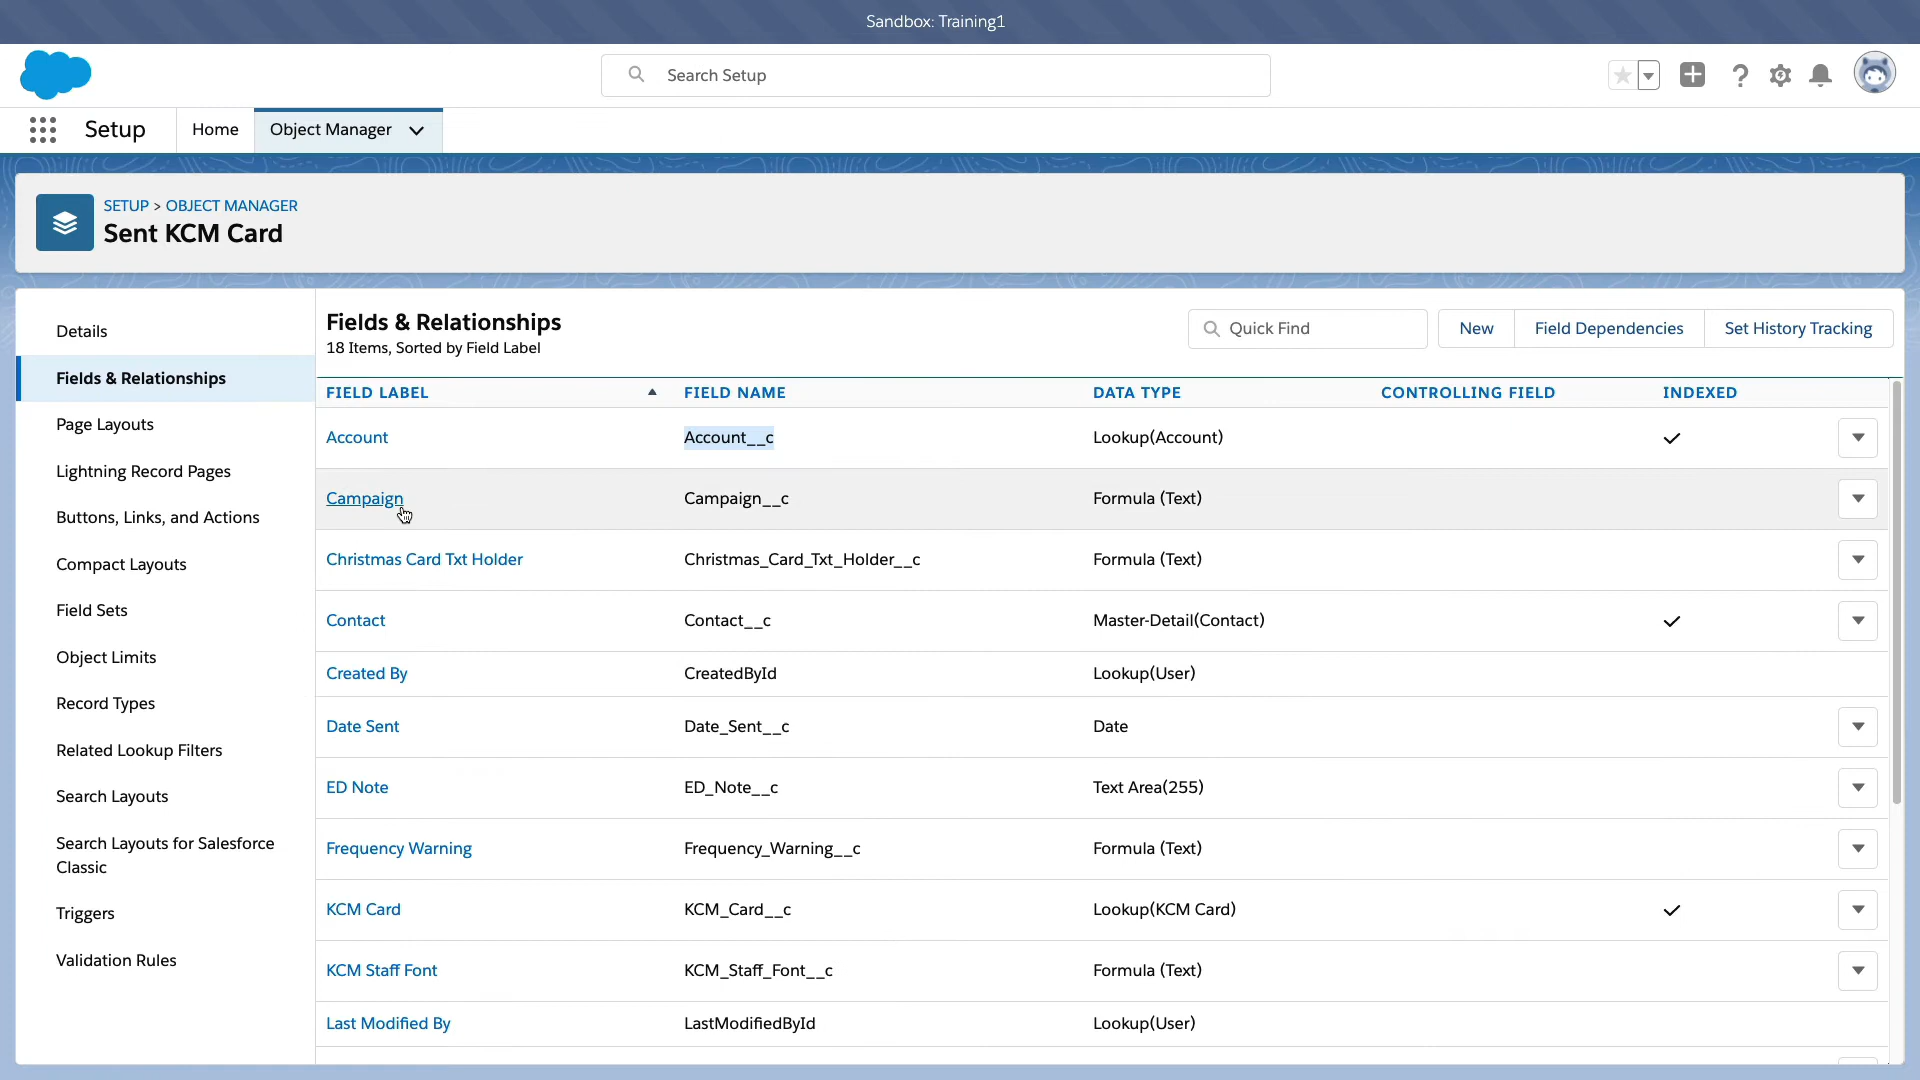 Sandbox: Training1
Search Setup
Setup
Home
Object Manager
SETUP > OBJECT MANAGER
Sent KCM Card
Details
Fields & Relationships
Page Layouts
Lightning Record Pages
Buttons, Links, and Actions
Compact Layouts
Field Sets
Object Limits
Record Types
Related Lookup Filters
Search Layouts
Search Layouts for Salesforce
Classic
Triggers
Validation Rules
Fields & Relationships
18 Items, Sorted by Field Label
Quick Find
New
Field Dependencies
Set History Tracking
FIELD LABEL FIELD NAME DATA TYPE CONTROLLING FIELD INDEXED
Account Account__c Lookup(Account)
Campaign Campaign__c Formula (Text)
Christmas Card Txt Holder Christmas_Card_Txt_Holder__c Formula (Text)
Contact Contact__c Master-Detail(Contact)
Created By CreatedById Lookup(User)
Date Sent Date_Sent__c Date
ED Note ED_Note__c Text Area(255)
Frequency Warning Frequency_Warning__c Formula (Text)
KCM Card KCM_Card__c Lookup(KCM Card)
KCM Staff Font KCM_Staff_Font__c Formula (Text)
Last Modified By LastModifiedById Lookup(User)